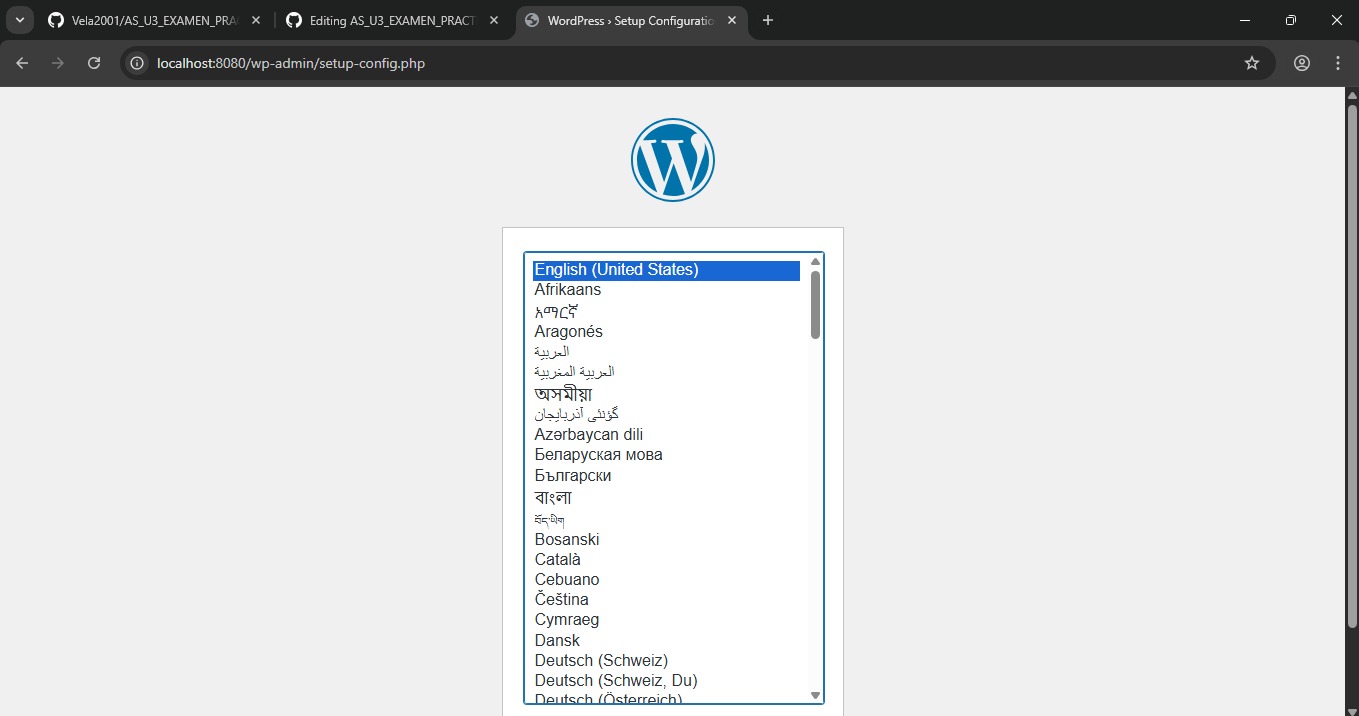 Vela2001/AS_U3_EXAMEN_PRA
Editing AS_U3_EXAMEN_PRACT
WordPress › Setup Configuratio
localhost:8080/wp-admin/setup-config.php
W
English (United States)
Afrikaans
አማርኛ
Aragonés
العربية
العربية المغربية
অসমীয়া
گؤنئی آذربایجان
Azərbaycan dili
Беларуская мова
Български
বাংলা
བོད་ཡིག
Bosanski
Català
Cebuano
Čeština
Cymraeg
Dansk
Deutsch (Schweiz)
Deutsch (Schweiz, Du)
Deutsch (Österreich)